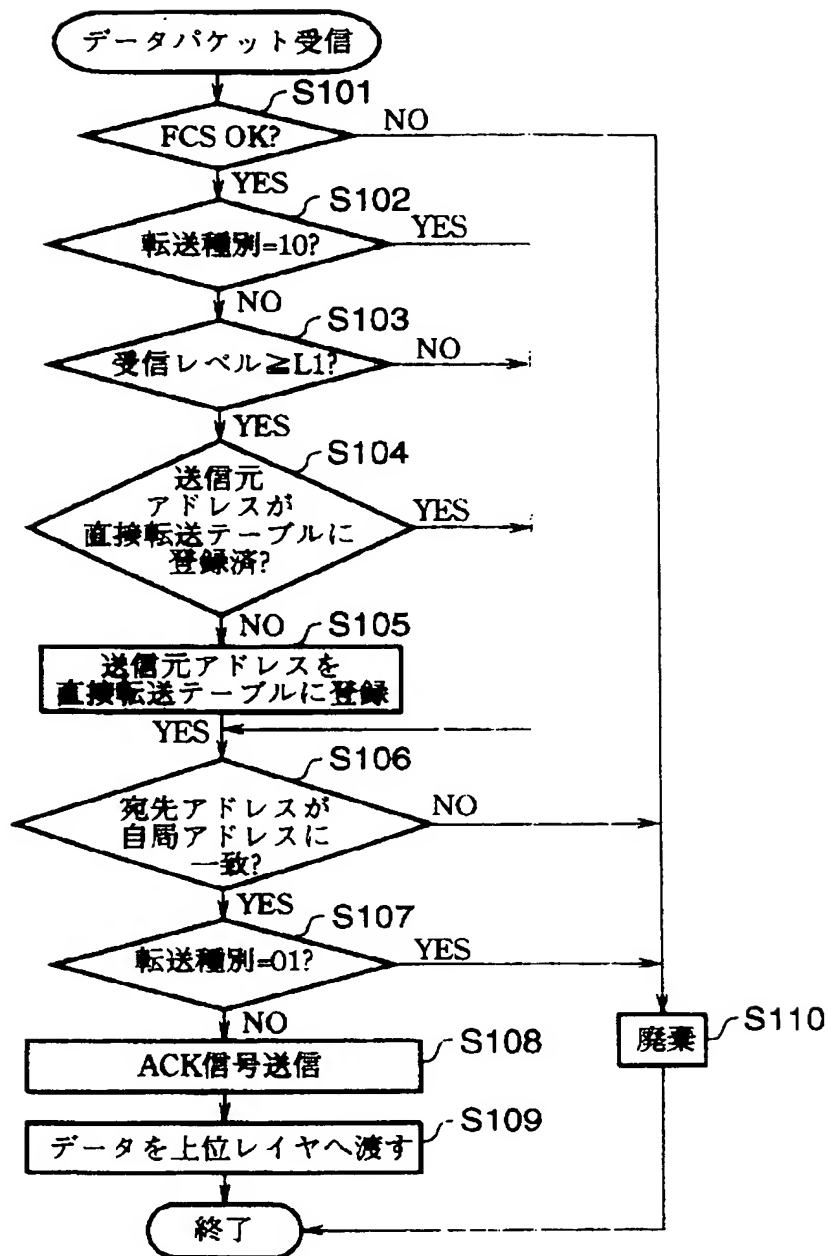 データパケット受信
S101
FCS OK?
NO
YES
S102
転送種別=10?
YES
NO
S103
受信レベル≧L1?
NO
YES
S104
送信元
アドレスが
直接転送テーブルに
登録済?
YES
NO
S105
送信元アドレスを
直接転送テーブルに登録
YES
S106
宛先アドレスが
自局アドレスに
一致?
NO
YES
S107
転送種別=01?
YES
NO
S108
ACK信号送信
S110
廃棄
S109
データを上位レイヤへ渡す
終了